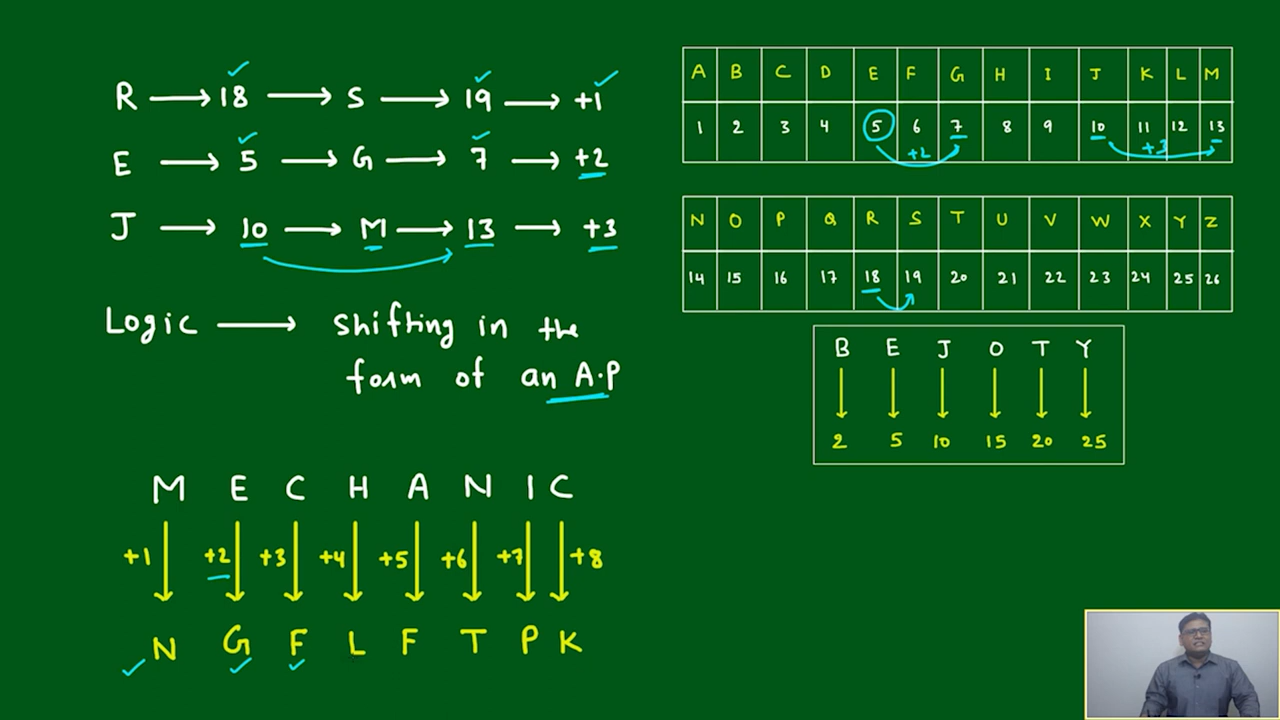 R → 18 → S → 19 → +1
E → 5 → G → 7 → +2
J → 10 → M → 13 → +3
Logic → Shifting in the
form of an A.P
M E C H A N I C
+1 +2 +3 +4 +5 +6 +7 +8
N G F L F T P K
A B C D E F G H I J K L M
1 2 3 4 5 6 7 8 9 10 11 12 13
+2 +3
N O P Q R S T U V W X Y Z
14 15 16 17 18 19 20 21 22 23 24 25 26
B E J O T Y
2 5 10 15 20 25